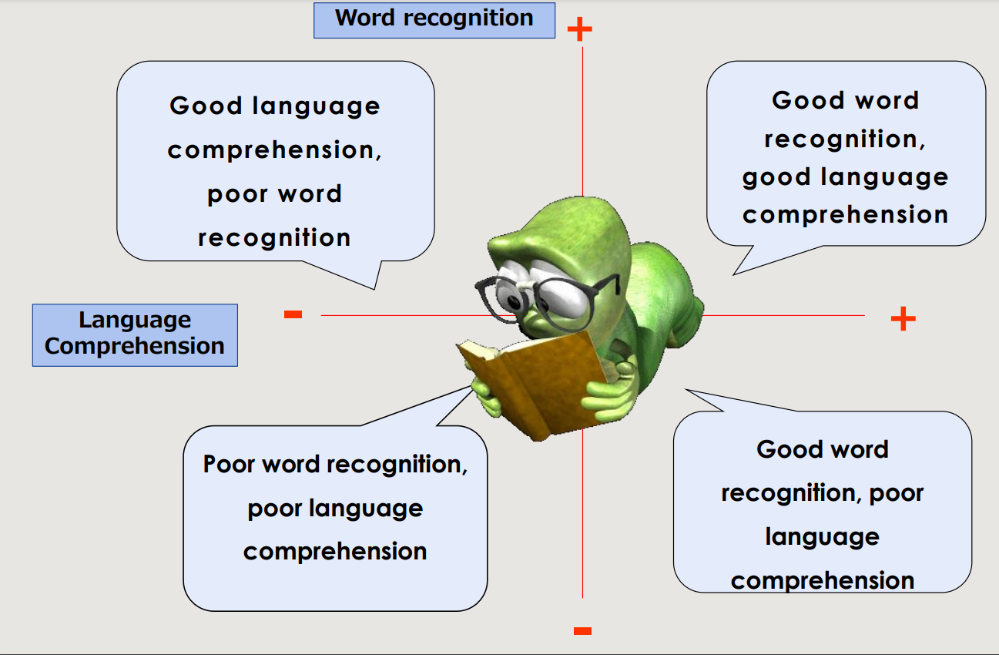 Word recognition
+
Good language
comprehension,
poor word
recognition
Good word
recognition,
good language
comprehension
Language
Comprehension
-
+
Poor word recognition,
poor language
comprehension
Good word
recognition, poor
language
comprehension
-